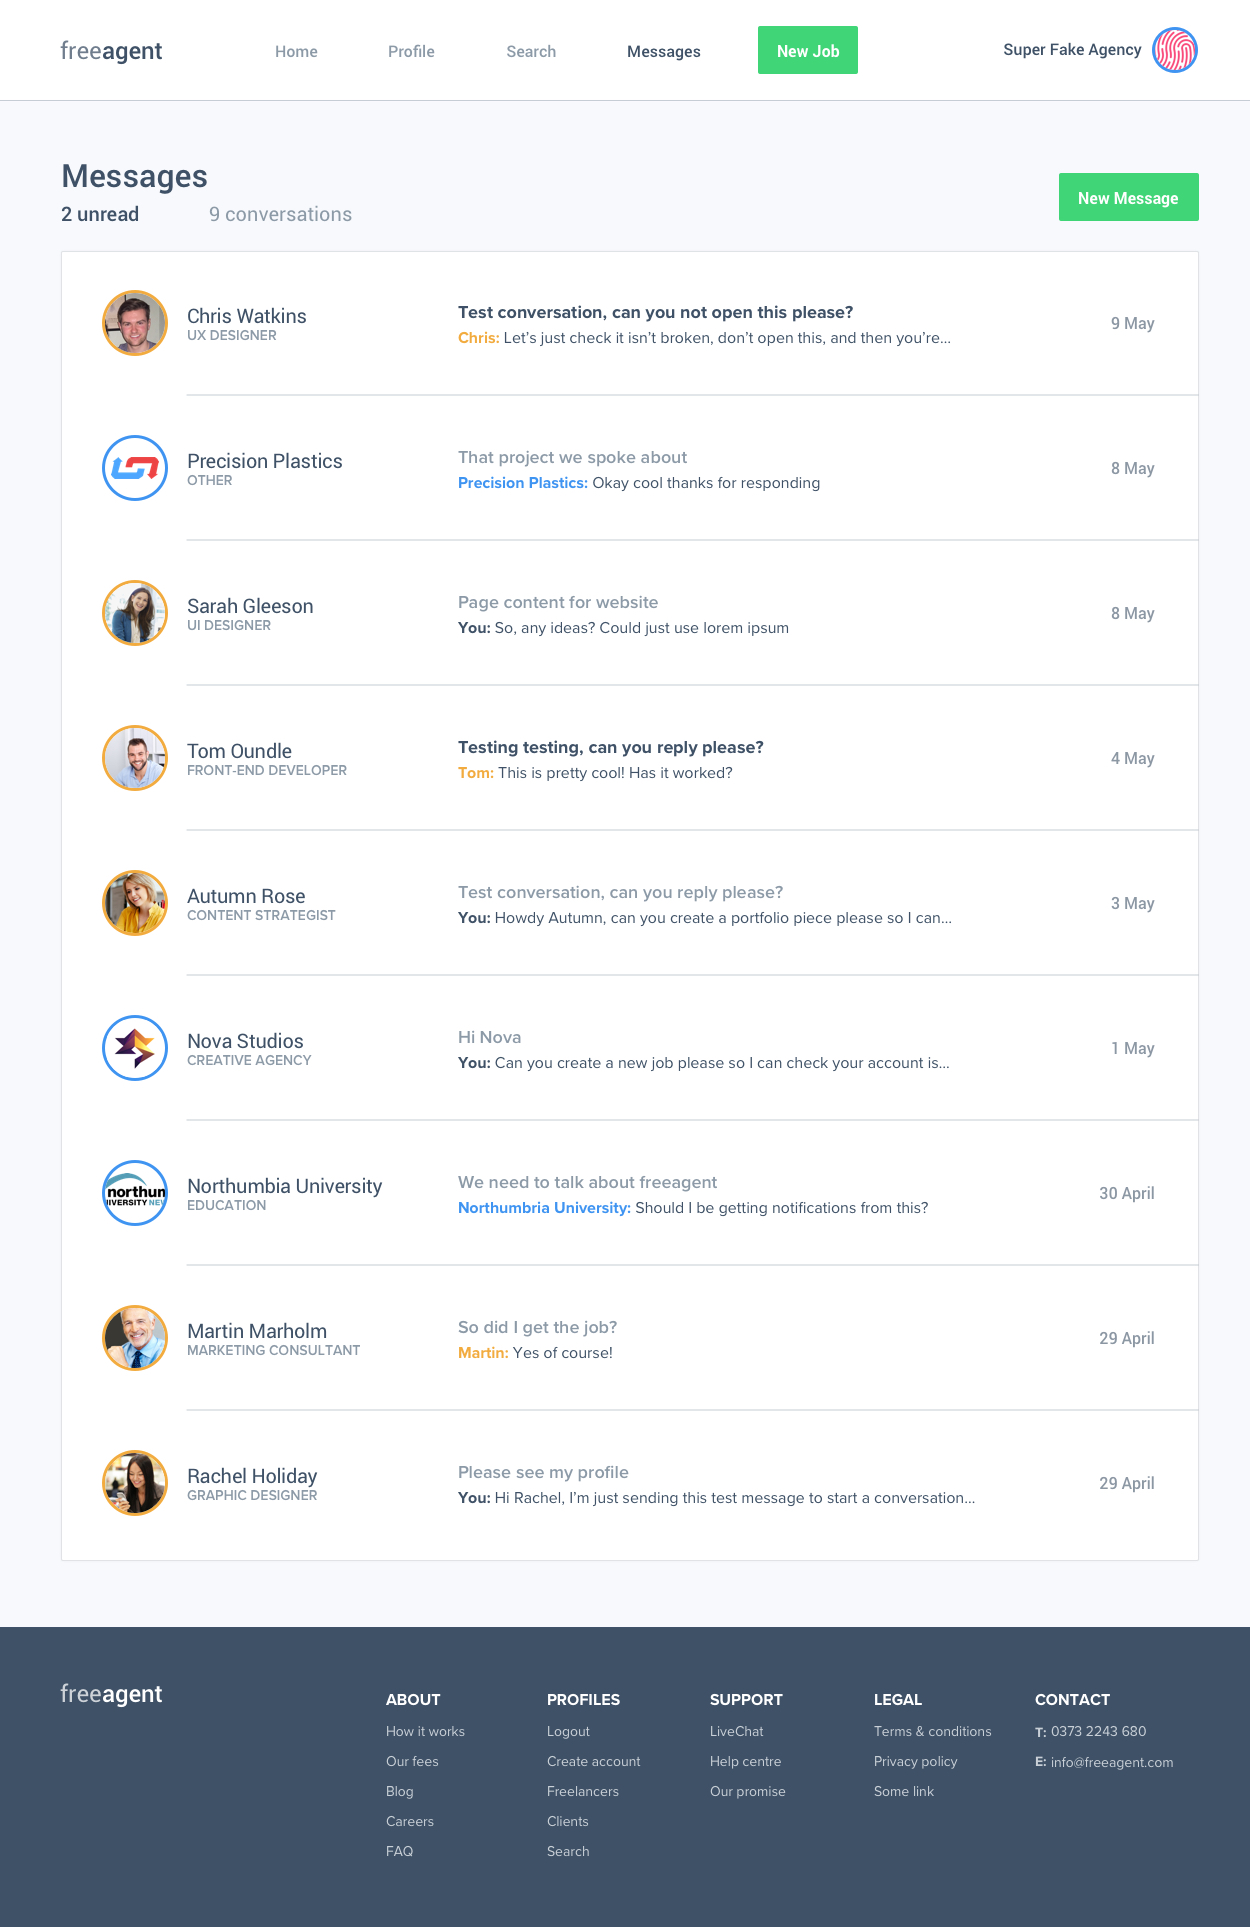 freeagent
Home Profile Search Messages New Job Super Fake Agency
Messages
2 unread 9 conversations
New Message
Chris Watkins
UX DESIGNER
Test conversation, can you not open this please?
Chris: Let’s just check it isn’t broken, don’t open this, and then you’re...
9 May
Precision Plastics
OTHER
That project we spoke about
Precision Plastics: Okay cool thanks for responding
8 May
Sarah Gleeson
UI DESIGNER
Page content for website
You: So, any ideas? Could just use lorem ipsum
8 May
Tom Oundle
FRONT-END DEVELOPER
Testing testing, can you reply please?
Tom: This is pretty cool! Has it worked?
4 May
Autumn Rose
CONTENT STRATEGIST
Test conversation, can you reply please?
You: Howdy Autumn, can you create a portfolio piece please so I can...
3 May
Nova Studios
CREATIVE AGENCY
Hi Nova
You: Can you create a new job please so I can check your account is...
1 May
northun
IIVERSITY NEV
Northumbia University
EDUCATION
We need to talk about freeagent
Northumbria University: Should I be getting notifications from this?
30 April
Martin Marholm
MARKETING CONSULTANT
So did I get the job?
Martin: Yes of course!
29 April
Rachel Holiday
GRAPHIC DESIGNER
Please see my profile
You: Hi Rachel, I’m just sending this test message to start a conversation...
29 April
freeagent
ABOUT
How it works
Our fees
Blog
Careers
FAQ
PROFILES
Logout
Create account
Freelancers
Clients
Search
SUPPORT
LiveChat
Help centre
Our promise
LEGAL
Terms & conditions
Privacy policy
Some link
CONTACT
T: 0373 2243 680
E: info@freeagent.com